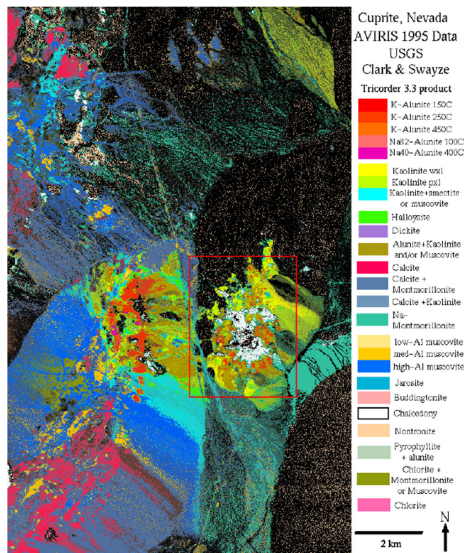 Cuprite, Nevada
AVIRIS 1995 Data
USGS
Clark & Swayze
Tricorder 3.3 product
K-Alunite 150C
K-Alunite 250C
K-Alunite 450C
Na82-Alunite 100C
Na40-Alunite 400C
Kaolinite wxl
Kaolinite pxl
Kaolinite+smectite
or muscovite
Halloysite
Dickite
Alunite+Kaolinite
and/or Muscovite
Calcite
Calcite +
Montmorillonite
Calcite +Kaolinite
Na-
Montmorillonite
low-Al muscovite
med-Al muscovite
high-Al muscovite
Jarosite
Buddingtonite
Chalcedony
Nontronite
Pyrophyllite
+ alunite
Chlorite +
Montmorillonite
or Muscovite
Chlorite
N
2 km